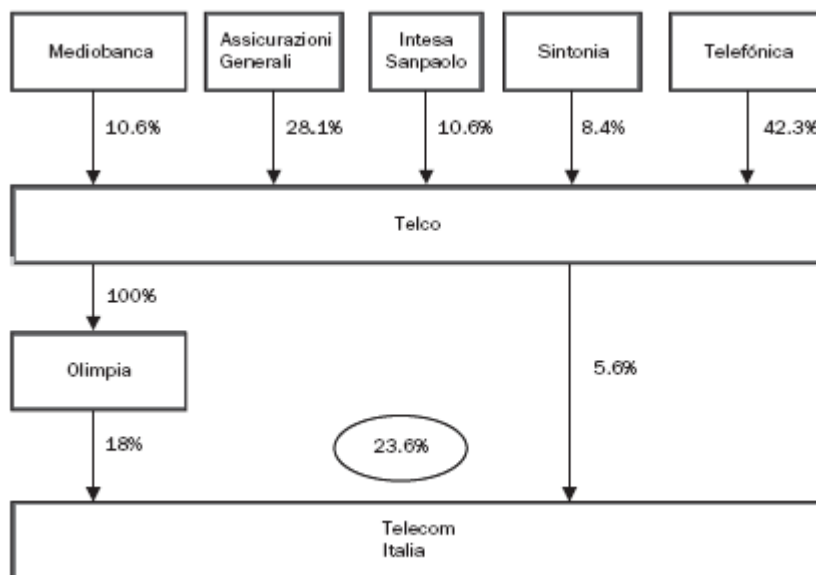 Mediobanca
Assicurazioni
Generali
Intesa
Sanpaolo
Sintonia
Telefónica
10.6%
28.1%
10.6%
8.4%
42.3%
Telco
100%
Olimpia
5.6%
18%
23.6%
Telecom
Italia